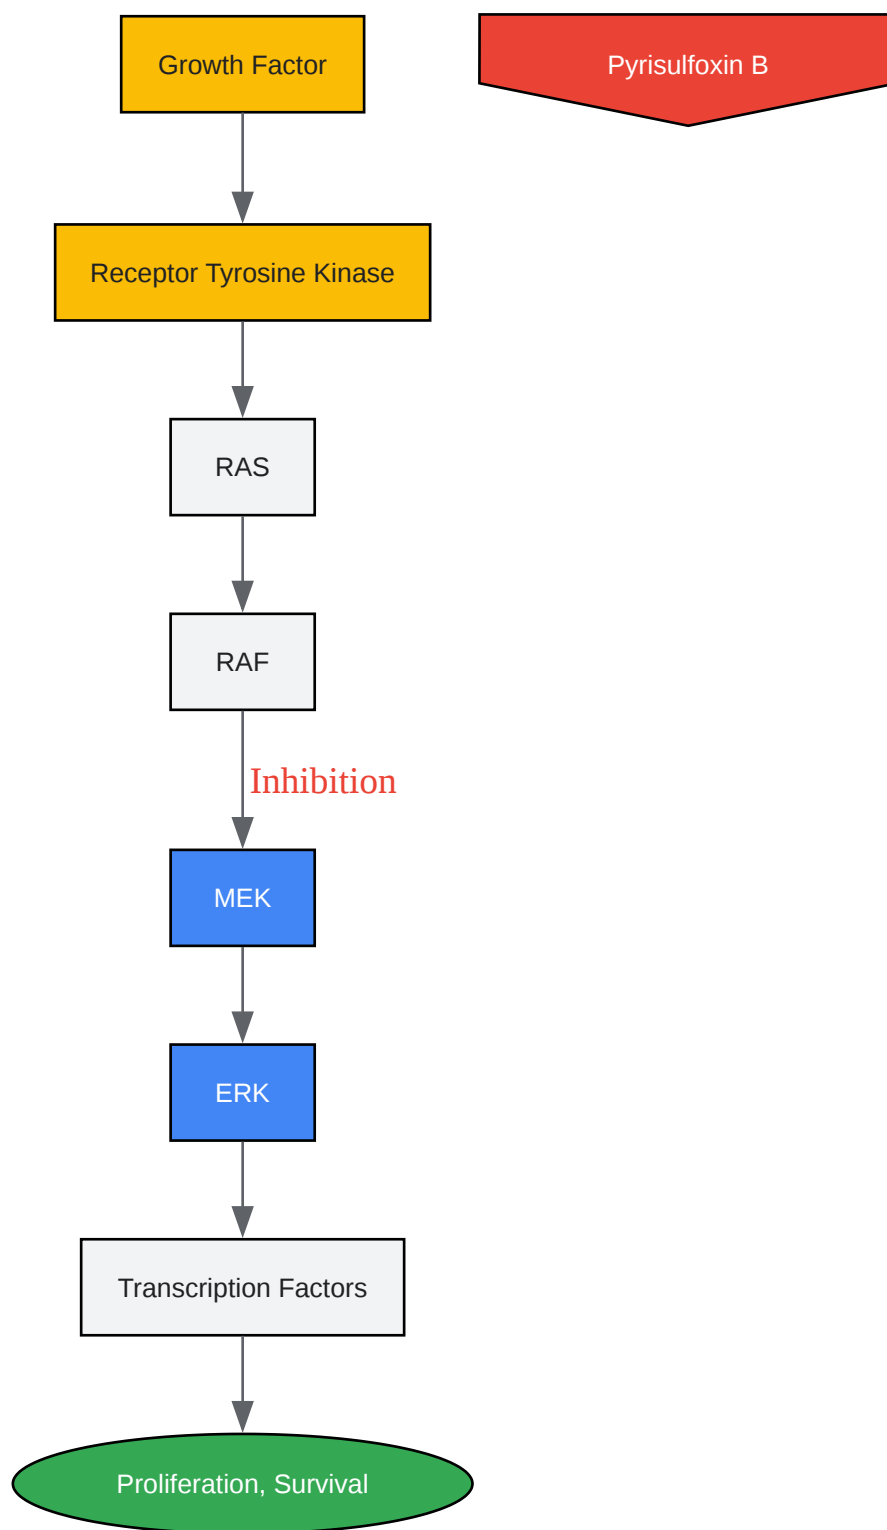 Growth Factor
Pyrisulfoxin B
Receptor Tyrosine Kinase
RAS
RAF
Inhibition
MEK
ERK
Transcription Factors
Proliferation, Survival